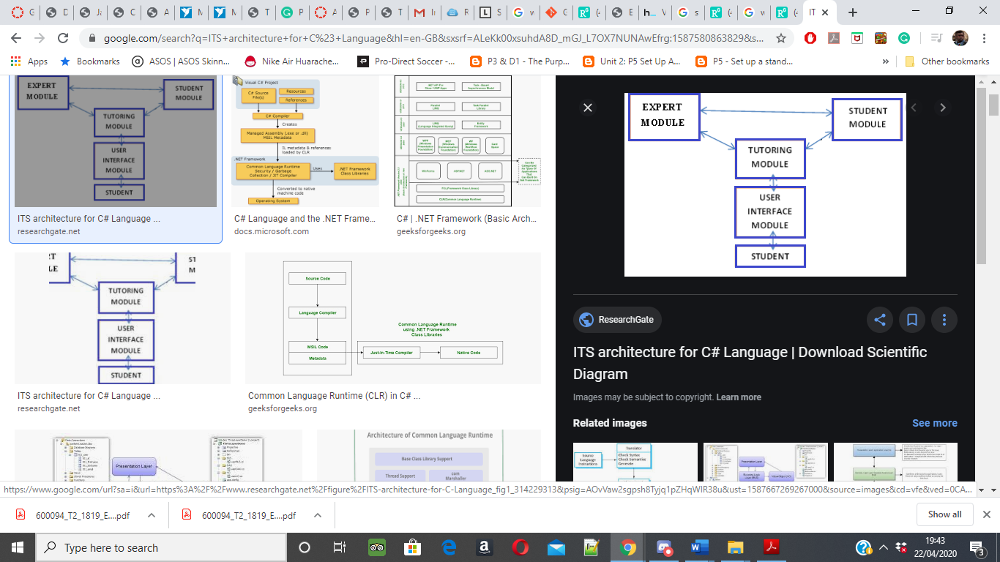 google.com/search?q=ITS+architecture+for+C%23+Language&hl=en-GB&sxsrf=ALeKk00xsuhdA8D_mGJ_L7OX7NUNAwEfrg:1587580863829&s...
Apps
Bookmarks
ASOS | ASOS Skinn...
Nike Air Huarache...
Pro-Direct Soccer -...
P3 & D1 - The Purp...
Unit 2: P5 Set Up A...
P5 - Set up a stand...
»
Other bookmarks
EXPERT
MODULE
STUDENT
MODULE
TUTORING
MODULE
USER
INTERFACE
MODULE
STUDENT
ITS architecture for C# Language ...
researchgate.net
Visual C# Project
C# Source
File(s)
Resources
References
C# Compiler
Creates
Managed Assembly (.exe or .dll)
MSIL Metadata
IL metadata & references
loaded by CLR
.NET Framework
Common Language Runtime
Security / Garbage
Collection / JIT Compiler
Uses
.NET Framework
Class Libraries
Converted to native
machine code
Operating System
C# Language and the .NET Frame...
docs.microsoft.com
C# | .NET Framework (Basic Arch...
geeksforgeeks.org
TUTORING
MODULE
USER
INTERFACE
MODULE
STUDENT
ITS architecture for C# Language ...
researchgate.net
Source Code
Language Compiler
MSIL Code
Metadata
Common Language Runtime
using .NET Framework
Class Libraries
Just-In-Time Compiler
Native Code
Common Language Runtime (CLR) in C# ...
geeksforgeeks.org
Presentation Layer
Architecture of Common Language Runtime
Base Class Library Support
Thread Support
com
Marshaller
EXPERT
MODULE
STUDENT
MODULE
TUTORING
MODULE
USER
INTERFACE
MODULE
STUDENT
ResearchGate
ITS architecture for C# Language | Download Scientific
Diagram
Images may be subject to copyright. Learn more
Related images
See more
Source
Language
Instructions
Translator
Check Syntax
Check Semantics
Generate
https://www.google.com/url?sa=i&url=https%3A%2F%2Fwww.researchgate.net%2Ffigure%2FITS-architecture-for-C-Language_fig1_314229313&psig=AOvVaw2sgpsh8Tyjq1pZHqWIR38u&ust=1587667269267000&source=images&cd=vfe&ved=0CA...
600094_T2_1819_E....pdf
600094_T2_1819_E....pdf
Show all
Type here to search
19:43
22/04/2020
3